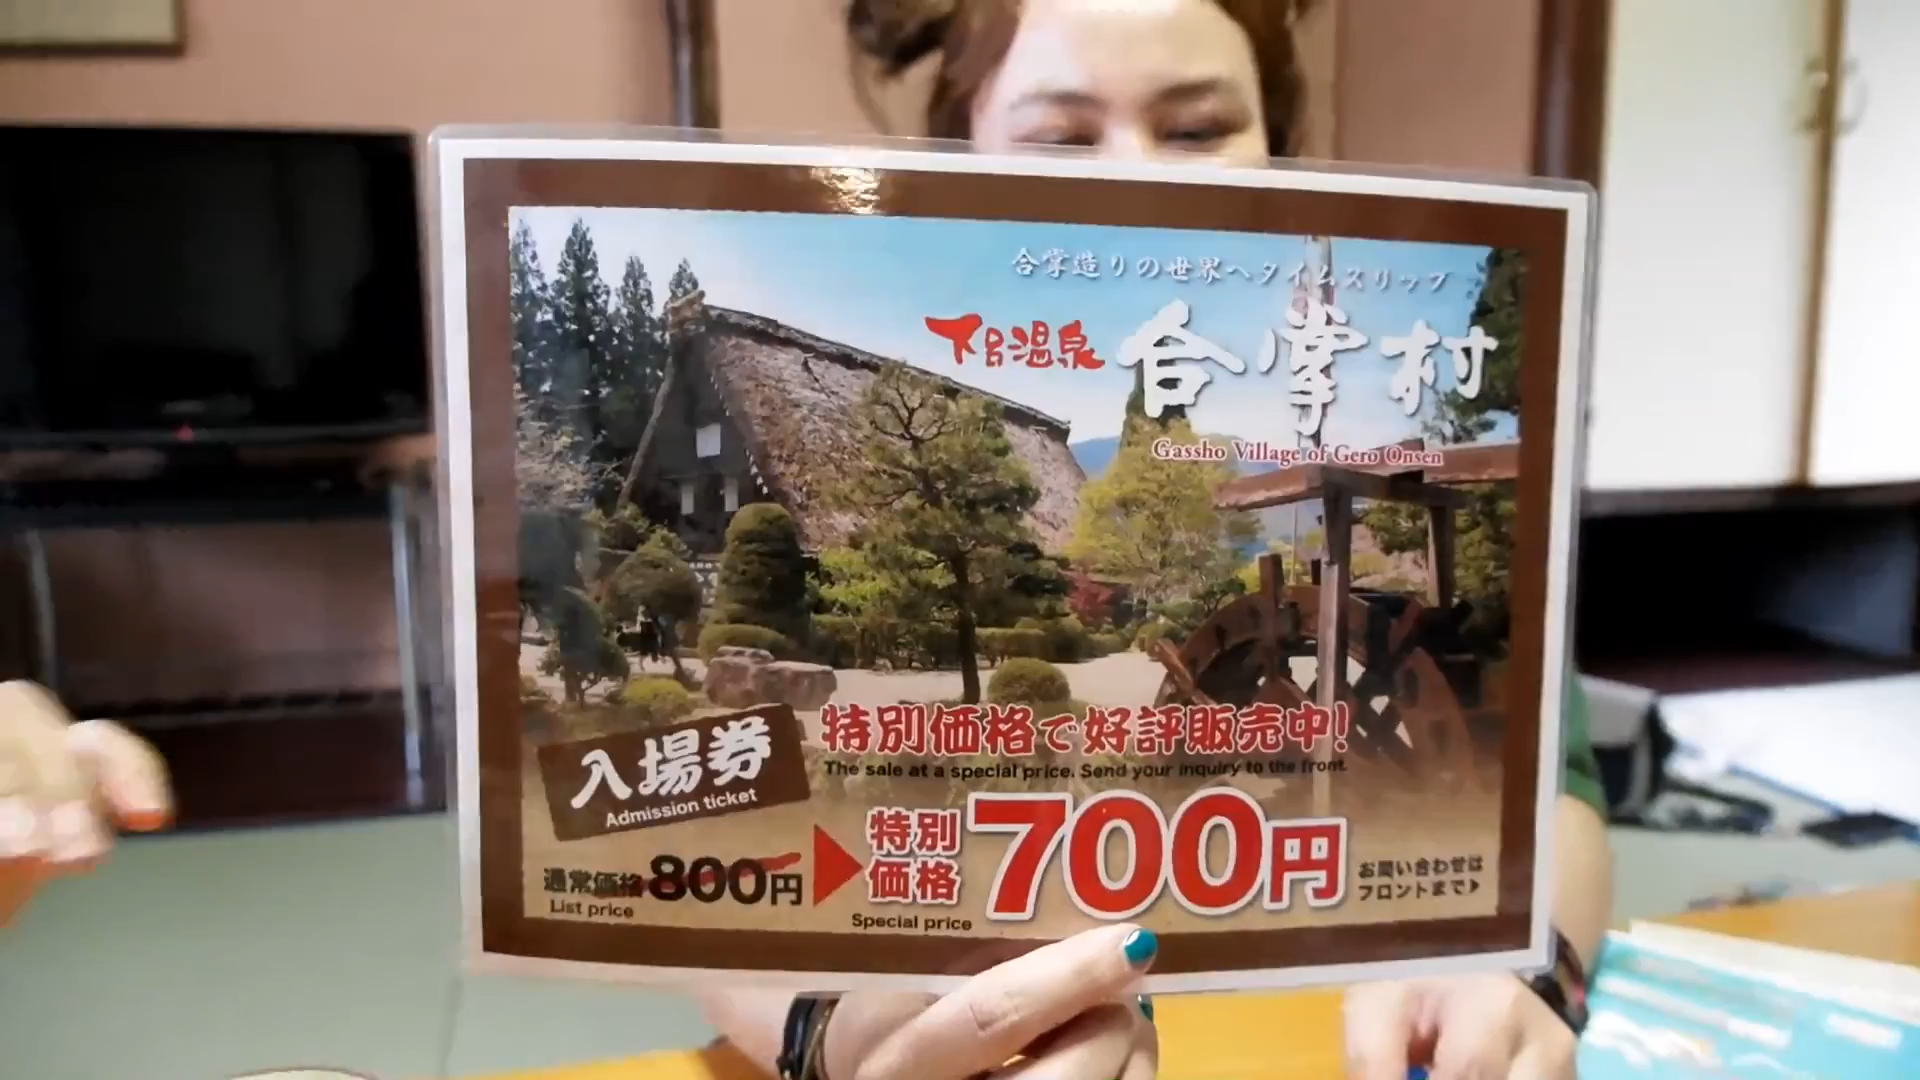 合掌造りの世界へタイムスリップ
下呂温泉 合掌村
Gassho Village of Gero Onsen
入場券
Admission ticket
特別価格で好評販売中!
The sale at a special price. Send your inquiry to the front.
通常価格 800円
List price
特別価格 700円
Special price
お問い合わせは
フロントまで▶